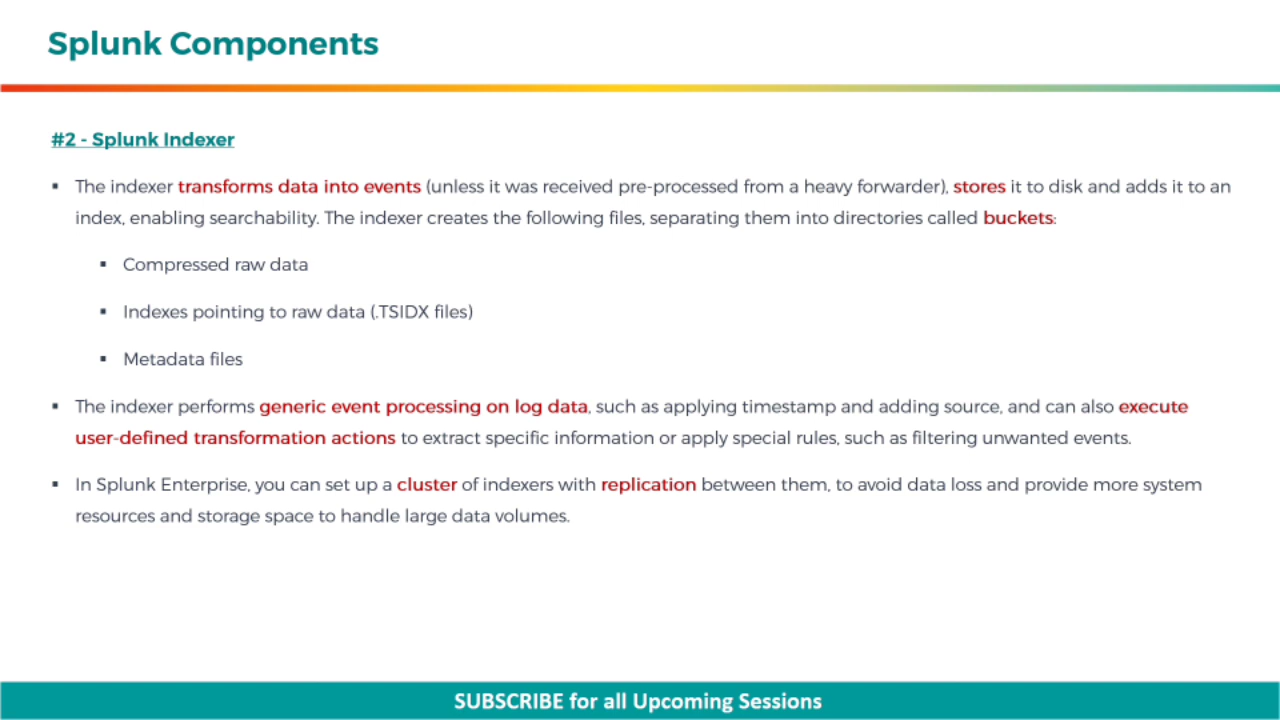 Splunk Components
#2 - Splunk Indexer
▪ The indexer transforms data into events (unless it was received pre-processed from a heavy forwarder), stores it to disk and adds it to an
index, enabling searchability. The indexer creates the following files, separating them into directories called buckets:
▪ Compressed raw data
▪ Indexes pointing to raw data (.TSIDX files)
▪ Metadata files
▪ The indexer performs generic event processing on log data, such as applying timestamp and adding source, and can also execute
user-defined transformation actions to extract specific information or apply special rules, such as filtering unwanted events.
▪ In Splunk Enterprise, you can set up a cluster of indexers with replication between them, to avoid data loss and provide more system
resources and storage space to handle large data volumes.
SUBSCRIBE for all Upcoming Sessions